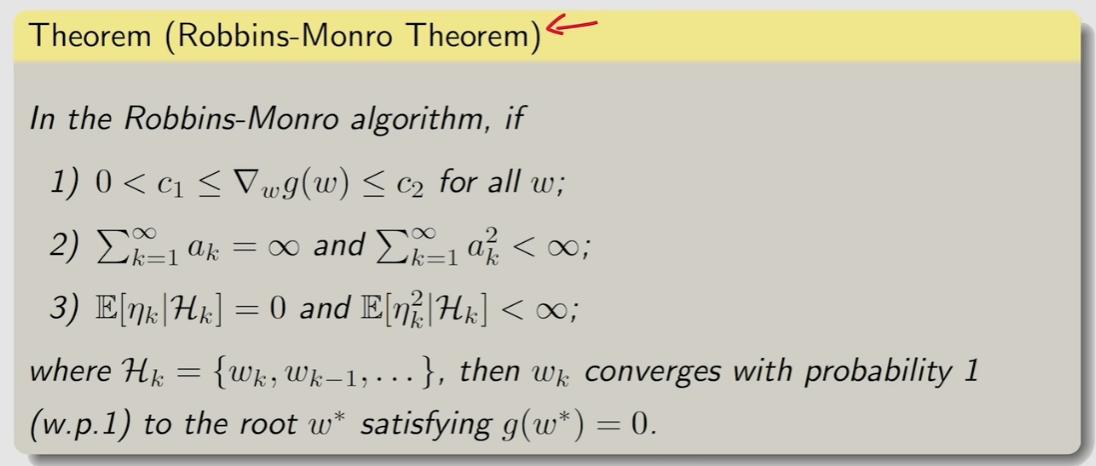 Theorem (Robbins-Monro Theorem)
In the Robbins-Monro algorithm, if
1) $0 < c_1 \leq \nabla_w g(w) \leq c_2$ for all $w$;
2) $\sum_{k=1}^{\infty} a_k = \infty$ and $\sum_{k=1}^{\infty} a_k^2 < \infty$;
3) $\mathbb{E}[\eta_k|\mathcal{H}_k] = 0$ and $\mathbb{E}[\eta_k^2|\mathcal{H}_k] < \infty$;
where $\mathcal{H}_k = \{w_k, w_{k-1}, \ldots\}$, then $w_k$ converges with probability 1
(w.p.1) to the root $w^*$ satisfying $g(w^*) = 0$.